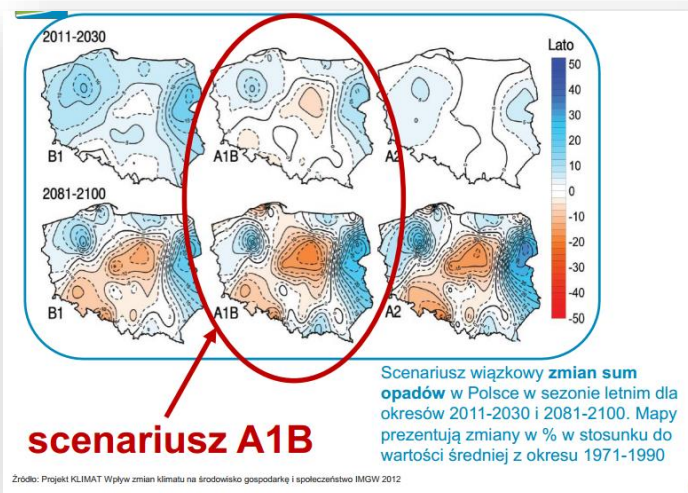 2011-2030
Lato
B1
A1B
A2
50
40
30
20
10
0
-10
-20
-30
-40
-50
2081-2100
B1
A1B
A2
scenariusz A1B
Scenariusz wiązkowy zmian sum
opadów w Polsce w sezonie letnim dla
okresów 2011-2030 i 2081-2100. Mapy
prezentują zmiany w % w stosunku do
wartości średniej z okresu 1971-1990
Źródło: Projekt KLIMAT Wpływ zmian klimatu na środowisko gospodarkę i społeczeństwo IMGW 2012